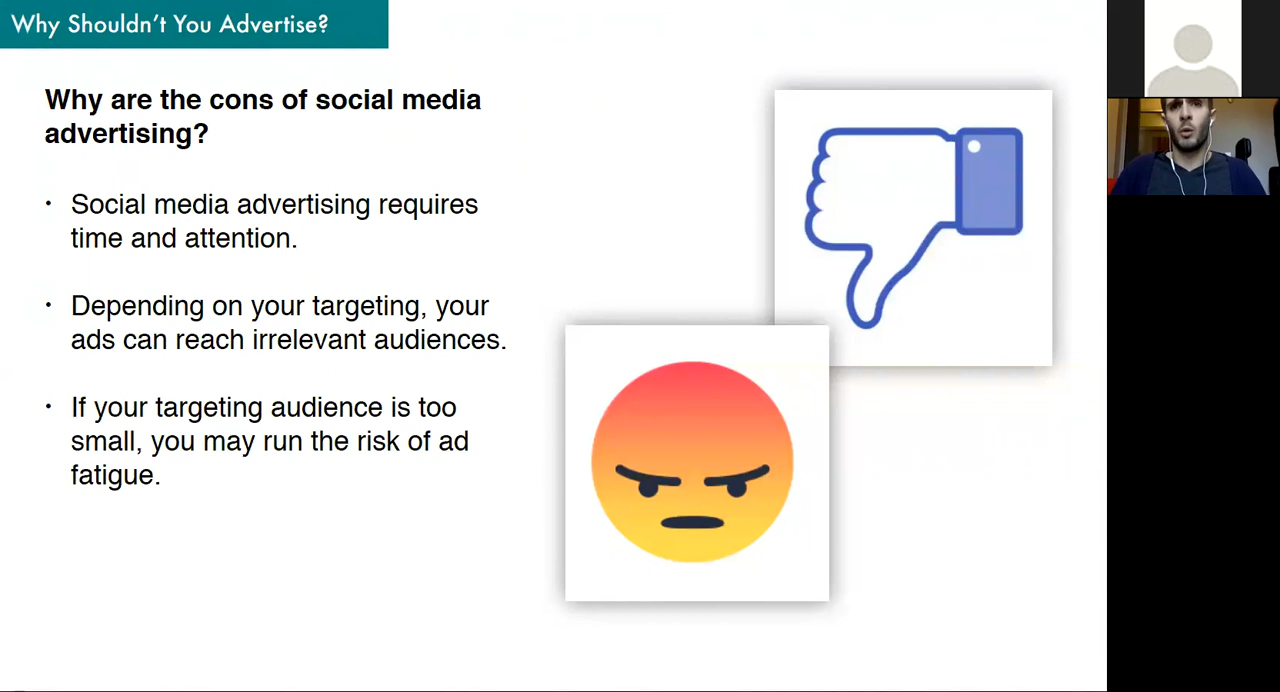 Why Shouldn't You Advertise?
Why are the cons of social media
advertising?
• Social media advertising requires
time and attention.
• Depending on your targeting, your
ads can reach irrelevant audiences.
• If your targeting audience is too
small, you may run the risk of ad
fatigue.